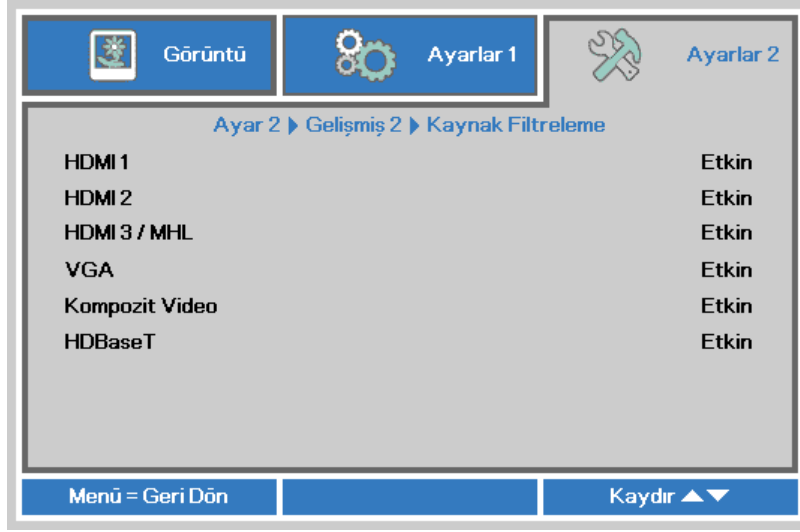 Görüntü Ayarlar 1 Ayarlar 2
Ayar 2 ▶ Gelişmiş 2 ▶ Kaynak Filtreleme
HDMI 1 Etkin
HDMI 2 Etkin
HDMI 3 / MHL Etkin
VGA Etkin
Kompozit Video Etkin
HDBaseT Etkin
Menü = Geri Dön Kaydır ▲▼